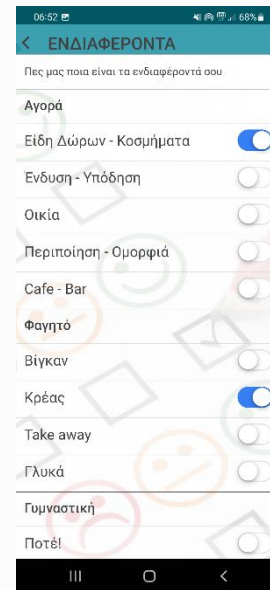 06:52 68%
ΕΝΔΙΑΦΕΡΟΝΤΑ
Πες μας ποια είναι τα ενδιαφέροντά σου
Αγορά
Είδη Δώρων - Κοσμήματα
Ένδυση - Υπόδηση
Οικία
Περιποίηση - Ομορφιά
Cafe - Bar
Φαγητό
Βίγκαν
Κρέας
Take away
Γλυκά
Γυμναστική
Ποτέ!